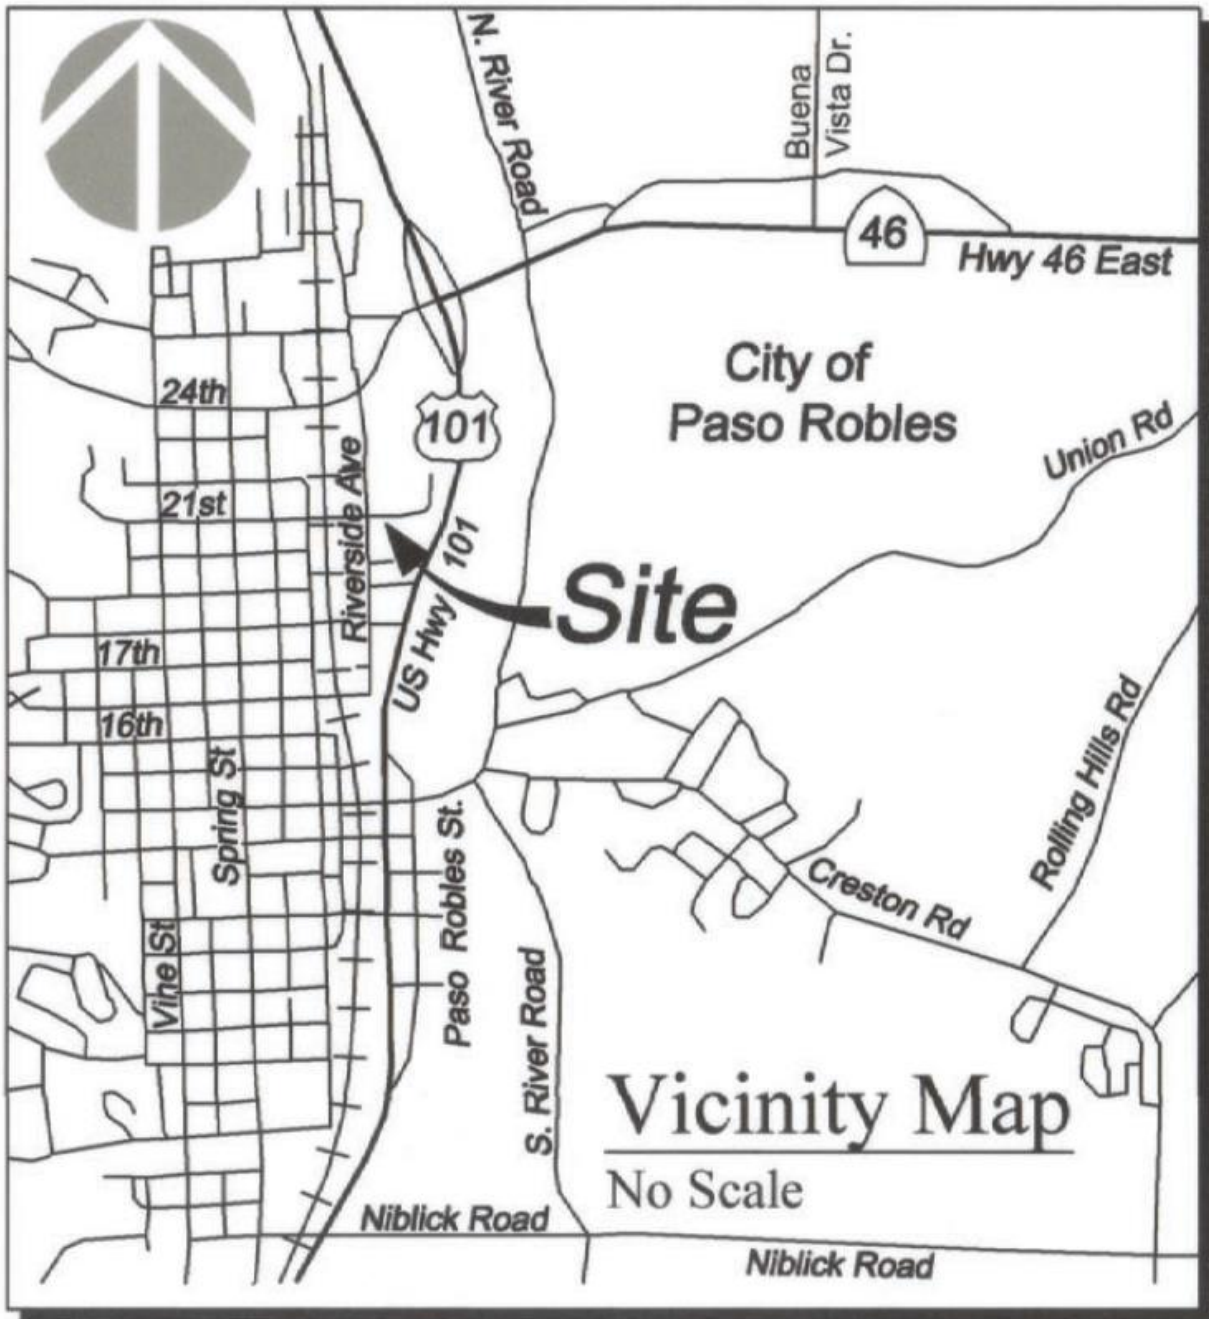 N. River Road
Buena
Vista Dr.
46
Hwy 46 East
City of
Paso Robles
24th
101
Union Rd
21st
Riverside Ave
US Hwy 101
Site
17th
16th
Spring St
Rolling Hills Rd
Paso Robles St.
Creston Rd
Vine St
S. River Road
Vicinity Map
No Scale
Niblick Road
Niblick Road